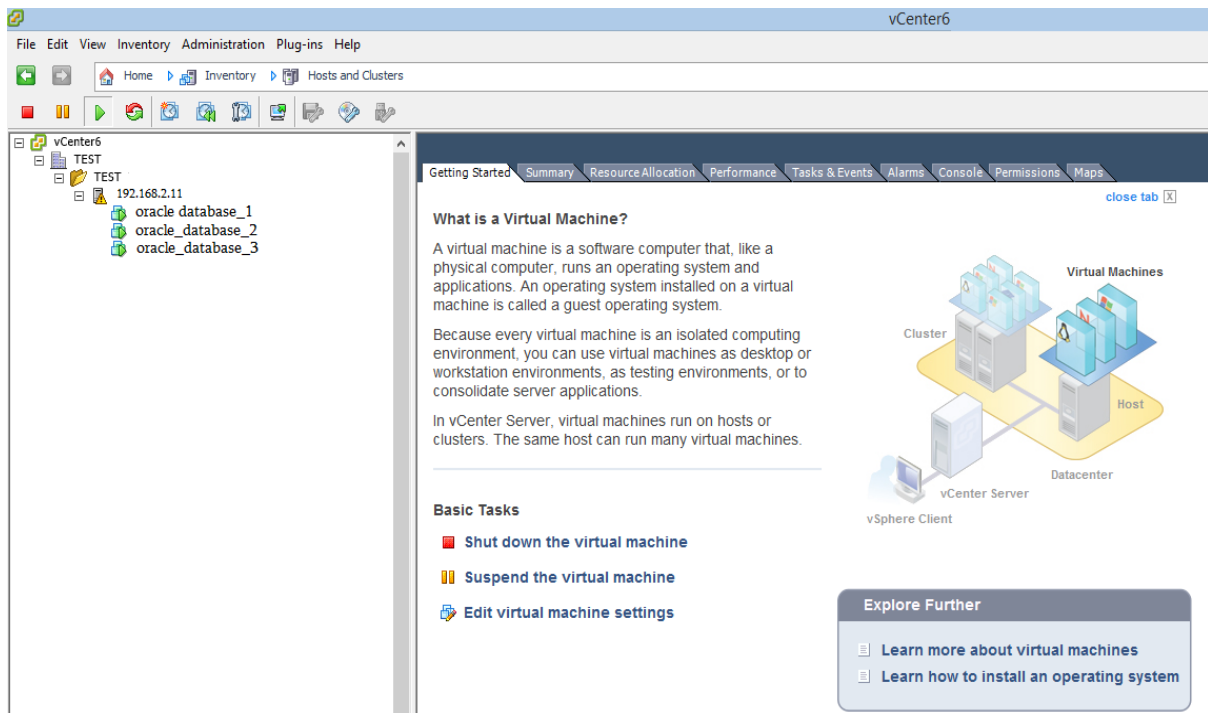 vCenter6
File Edit View Inventory Administration Plug-ins Help
Home Inventory Hosts and Clusters
vCenter6
TEST
TEST
192.168.2.11
oracle database_1
oracle_database_2
oracle_database_3
Getting Started Summary Resource Allocation Performance Tasks & Events Alarms Console Permissions Maps
close tab X
What is a Virtual Machine?
A virtual machine is a software computer that, like a
physical computer, runs an operating system and
applications. An operating system installed on a virtual
machine is called a guest operating system.
Because every virtual machine is an isolated computing
environment, you can use virtual machines as desktop or
workstation environments, as testing environments, or to
consolidate server applications.
In vCenter Server, virtual machines run on hosts or
clusters. The same host can run many virtual machines.
Basic Tasks
Shut down the virtual machine
Suspend the virtual machine
Edit virtual machine settings
Virtual Machines
Cluster
Host
Datacenter
vCenter Server
vSphere Client
Explore Further
Learn more about virtual machines
Learn how to install an operating system